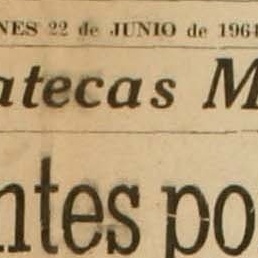 NES 22 de JUNIO de 1964
atecas M
ntes po